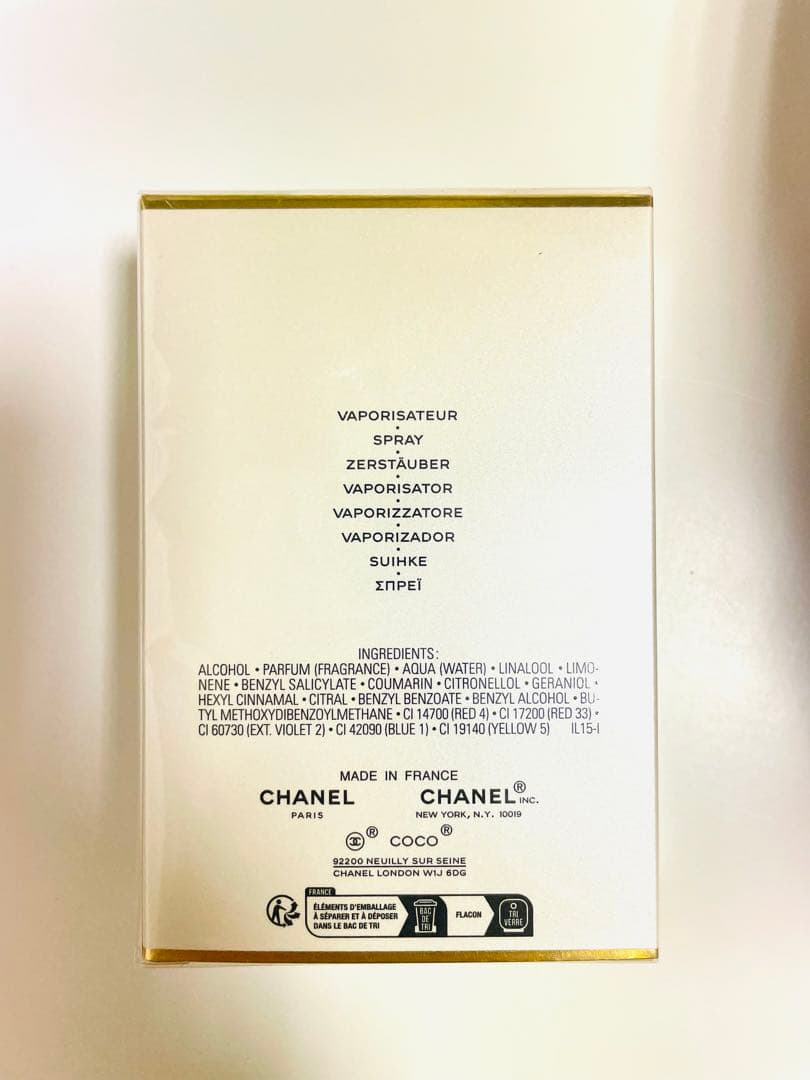 VAPORISATEUR
•
SPRAY
•
ZERSTÄUBER
•
VAPORISATOR
•
VAPORIZZATORE
•
VAPORIZADOR
•
SUIHKE
•
ΣΠΡΕΪ
INGREDIENTS:
ALCOHOL • PARFUM (FRAGRANCE) • AQUA (WATER) • LINALOOL • LIMO-
NENE • BENZYL SALICYLATE • COUMARIN • CITRONELLOL • GERANIOL •
HEXYL CINNAMAL • CITRAL • BENZYL BENZOATE • BENZYL ALCOHOL • BU-
TYL METHOXYDIBENZOYLMETHANE • CI 14700 (RED 4) • CI 17200 (RED 33) •
CI 60730 (EXT. VIOLET 2) • CI 42090 (BLUE 1) • CI 19140 (YELLOW 5) IL15-I
MADE IN FRANCE
CHANEL CHANEL® INC.
PARIS NEW YORK, N.Y. 10019
® COCO®
92200 NEUILLY SUR SEINE
CHANEL LONDON W1J 6DG
FRANCE
ÉLÉMENTS D'EMBALLAGE
À SÉPARER ET À DÉPOSER
DANS LE BAC DE TRI
BAC
DE
TRI
FLACON
TRI
VERRE